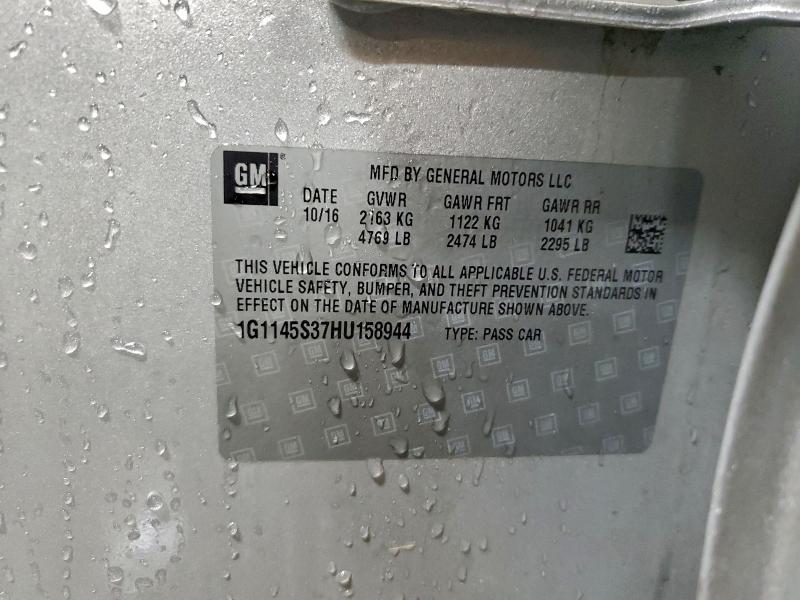 GM ®
MFD BY GENERAL MOTORS LLC
DATE GVWR GAWR FRT GAWR RR
10/16 2163 KG 1122 KG 1041 KG
4769 LB 2474 LB 2295 LB
THIS VEHICLE CONFORMS TO ALL APPLICABLE U.S. FEDERAL MOTOR
VEHICLE SAFETY, BUMPER, AND THEFT PREVENTION STANDARDS IN
EFFECT ON THE DATE OF MANUFACTURE SHOWN ABOVE.
1G1145S37HU158944 TYPE: PASS CAR